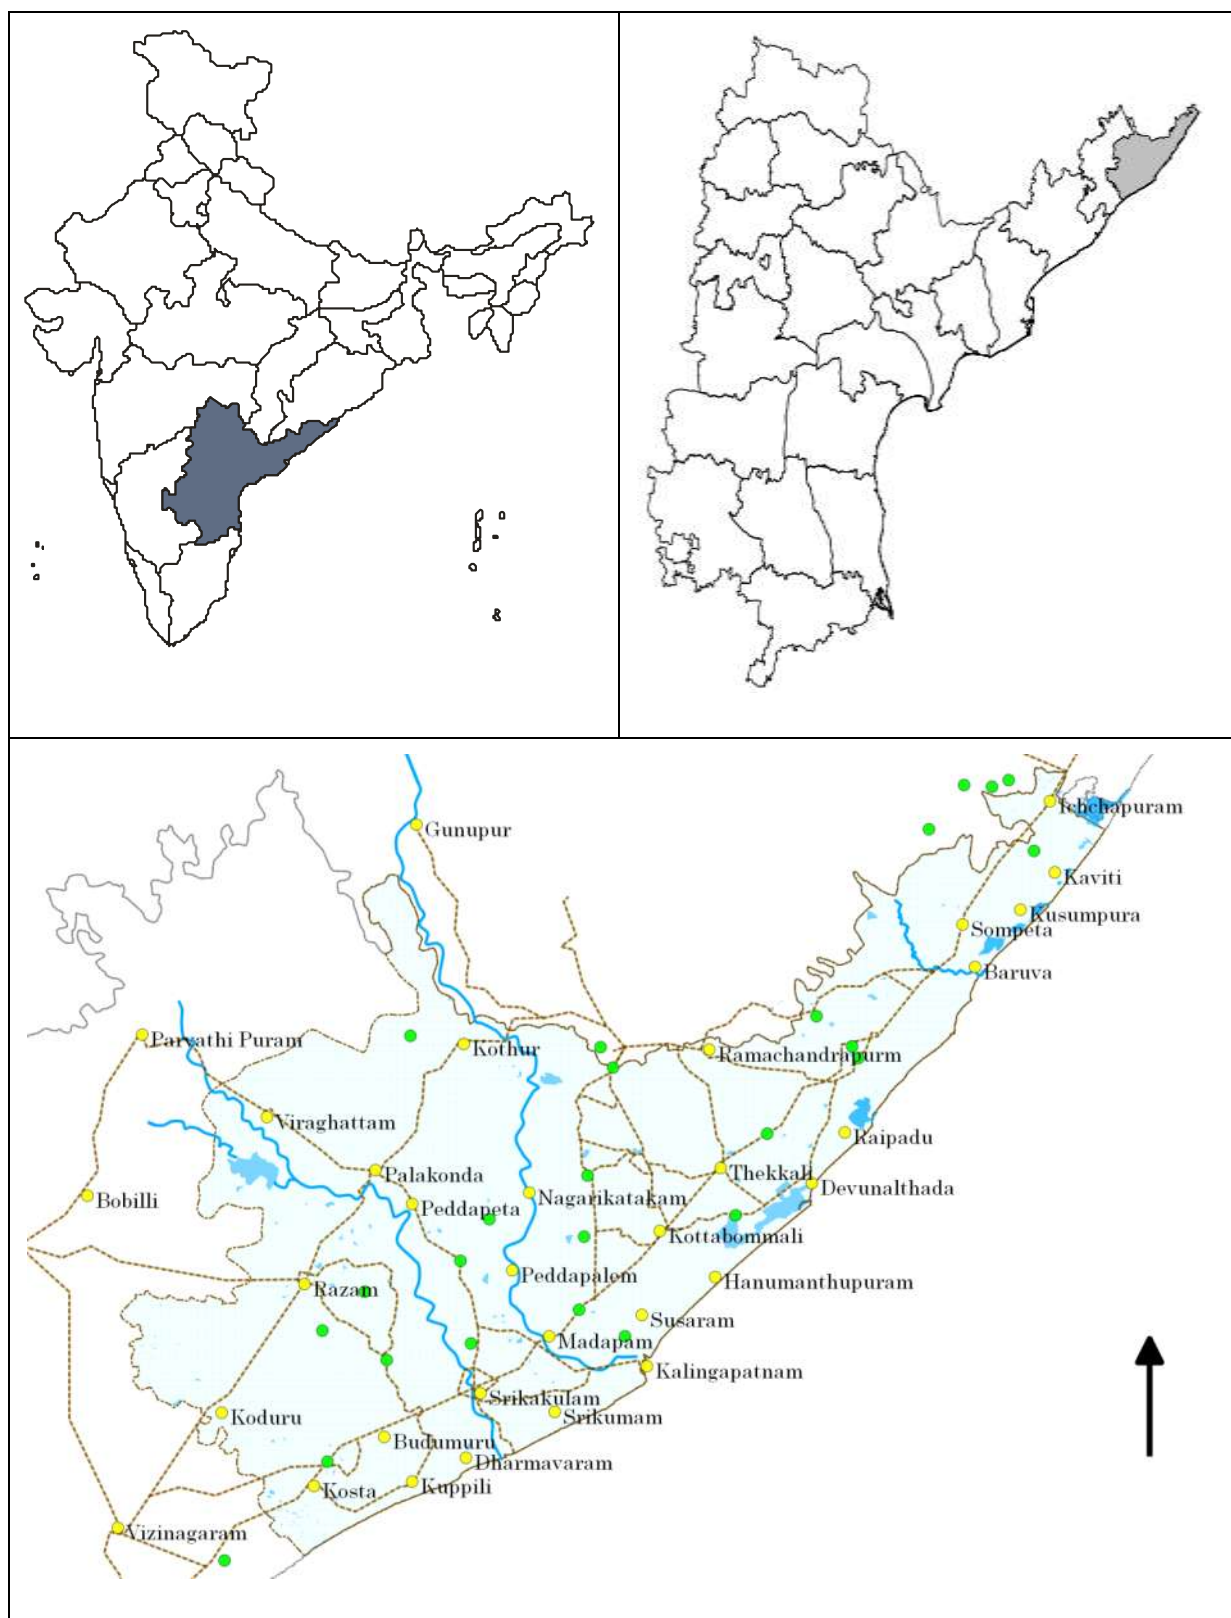 Ichchapuram
Gunupur
Kaviti
Kusumpura
Sompeta
Baruva
Parvathi Puram
Kothur
Ramachandrapurm
Viraghattam
Raipadu
Palakonda
Thekkali
Devunalthada
Bobilli
Nagarikatakam
Peddapeta
Kottabommali
Peddapalem
Hanumanthupuram
Razam
Susaram
Madapam
Kalingapatnam
Srikakulam
Koduru
Srikumam
Budumuru
Dharmavaram
Kosta
Kuppili
Vizinagaram